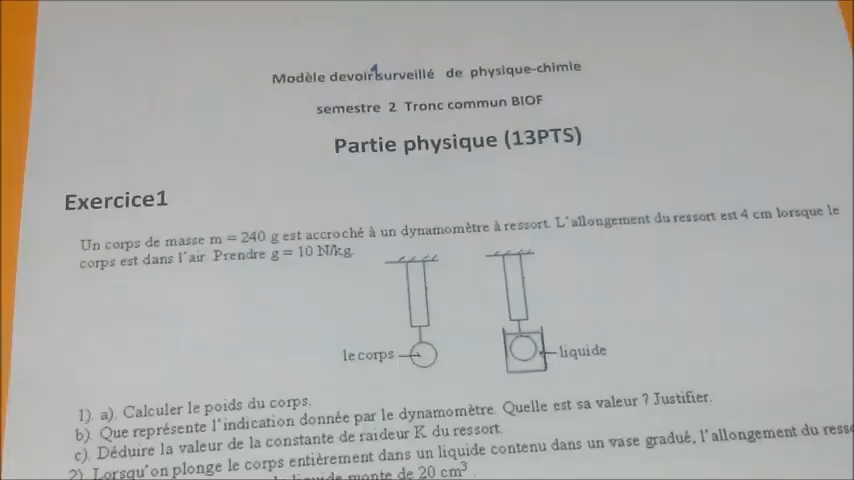 Modèle devoir1surveillé de physique-chimie
semestre 2 Tronc commun BIOF
Partie physique (13PTS)
Exercice1
Un corps de masse m = 240 g est accroché à un dynamomètre à ressort. L'allongement du ressort est 4 cm lorsque le
corps est dans l'air. Prendre g = 10 N/kg.
le corps
liquide
1). a). Calculer le poids du corps.
b). Que représente l'indication donnée par le dynamomètre. Quelle est sa valeur ? Justifier.
c). Déduire la valeur de la constante de raideur K du ressort.
2) Lorsqu'on plonge le corps entièrement dans un liquide contenu dans un vase gradué, l'allongement du
liquide monte de 20 cm³